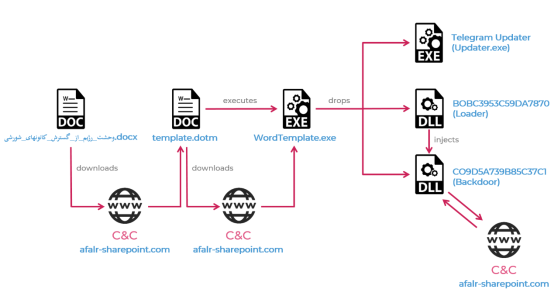 Telegram Updater
(Updater.exe)
EXE
executes
drops
DOC
DOC
EXE
DLL
B0BC3953C59DA7870
(Loader)
وحشت_رژیم_از_گسترش_کانونهای_شورشی.docx
template.dotm
WordTemplate.exe
injects
downloads
downloads
DLL
C09D5A739B85C37C1
(Backdoor)
www
www
C&C
C&C
afalr-sharepoint.com
afalr-sharepoint.com
www
C&C
afalr-sharepoint.com